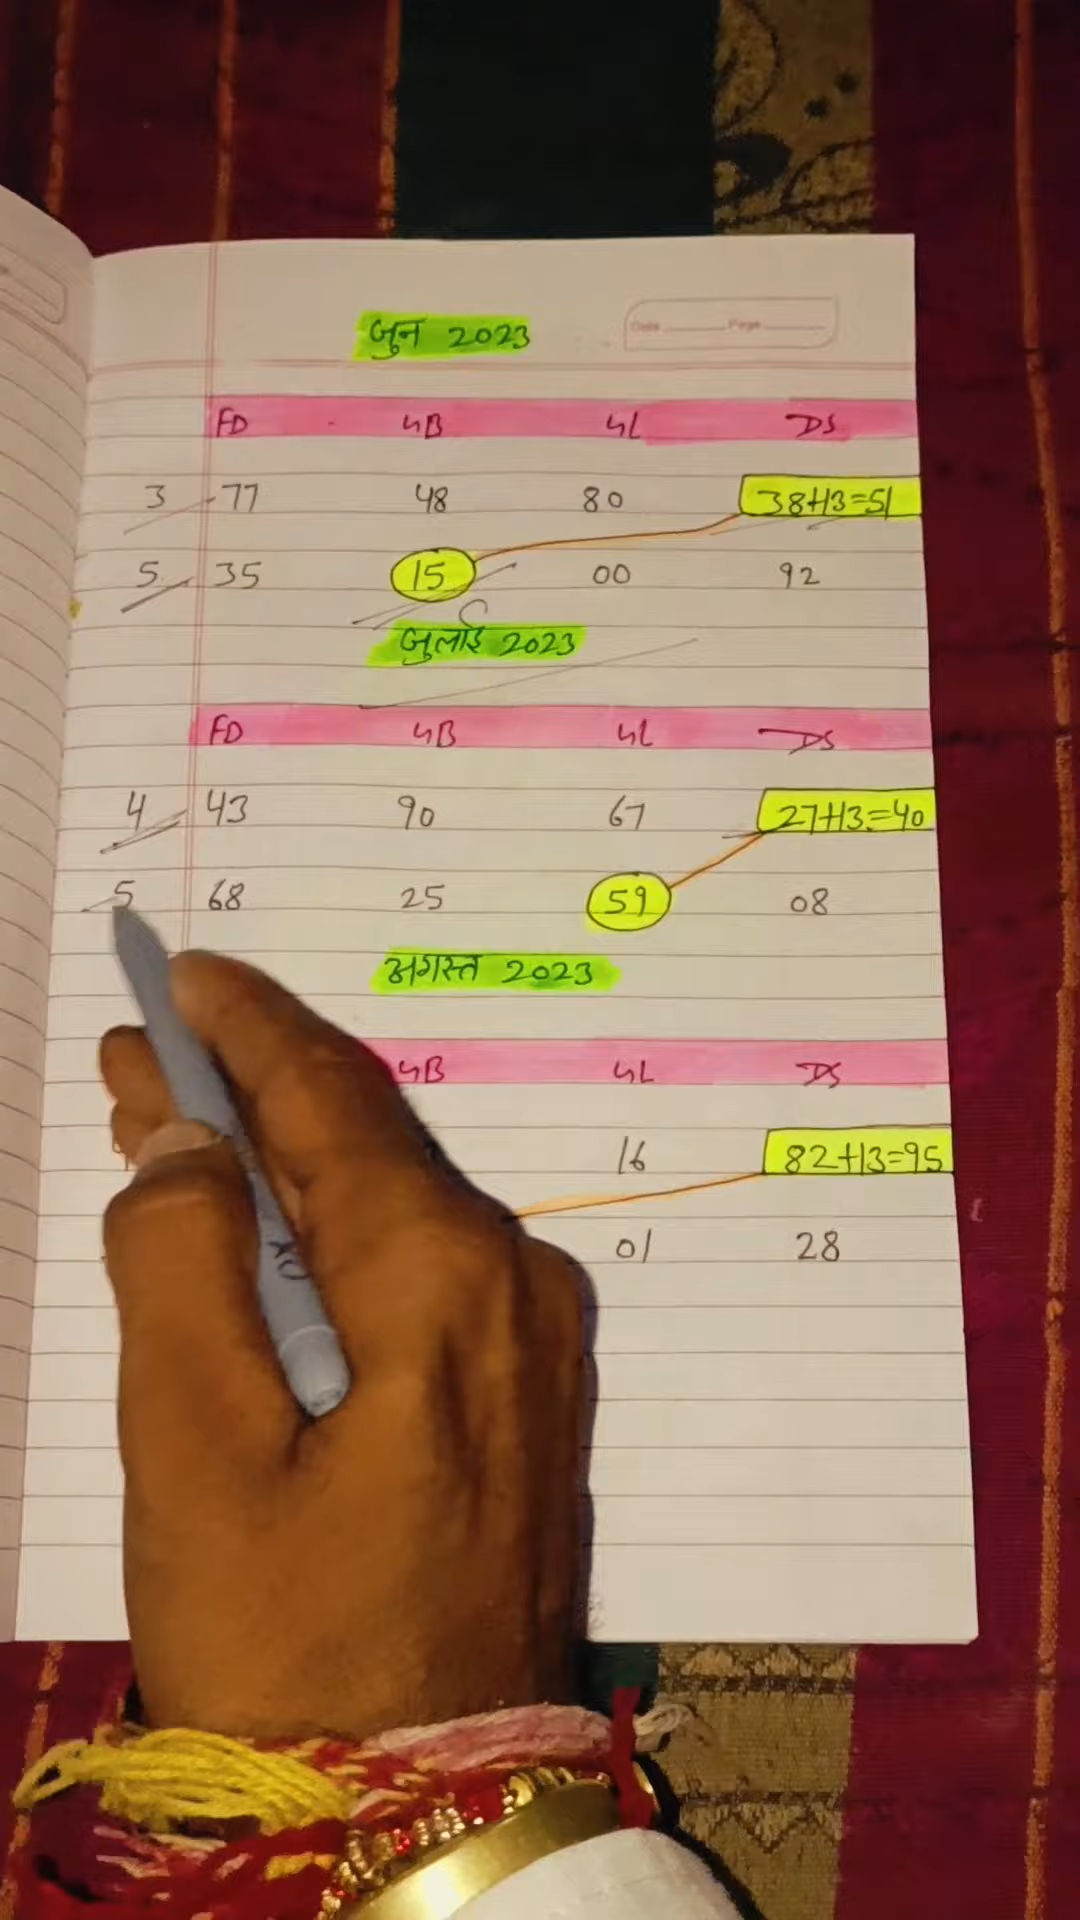 जुन 2023
Date Page
FD GB GL DS
3 77 48 80 38+13=51
5 35 15 00 92
जुलाई 2023
FD GB GL DS
4 43 90 67 27+13=40
5 68 25 59 08
अगस्त 2023
GB GL DS
16 82+13=95
01 28